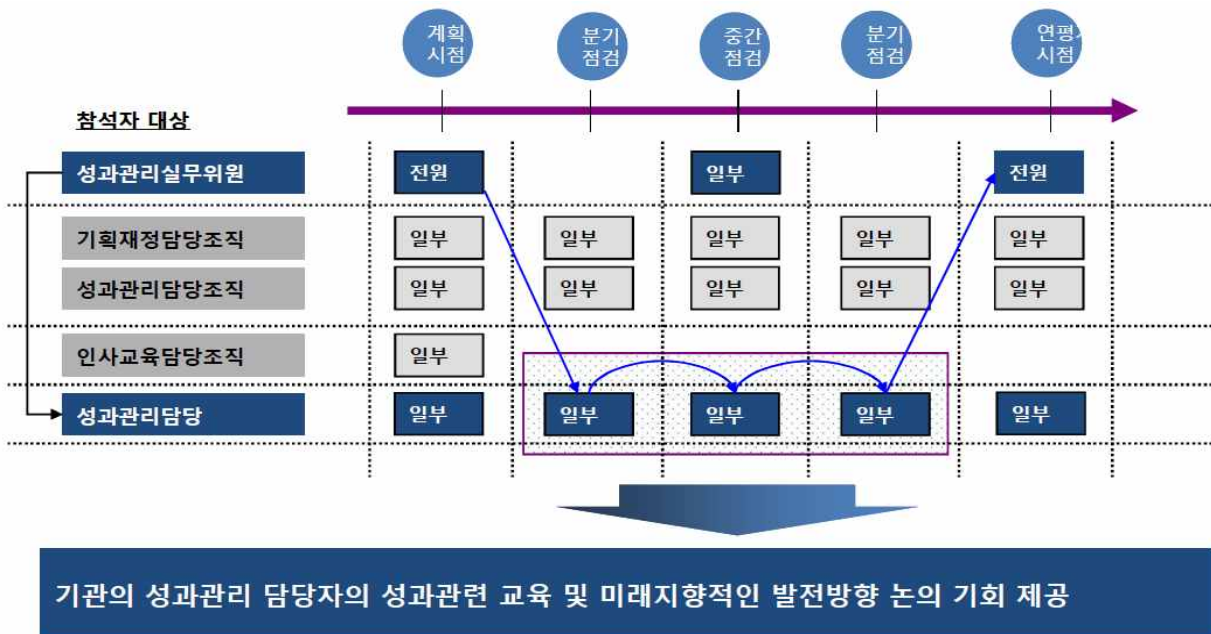 계획
시점
분기
점검
중간
점검
분기
점검
연평
시점
참석자 대상
성과관리실무위원 전원 일부 전원
기획재정담당조직 일부 일부 일부 일부 일부
성과관리담당조직 일부 일부 일부 일부 일부
인사교육담당조직 일부
성과관리담당 일부 일부 일부 일부 일부
기관의 성과관리 담당자의 성과관련 교육 및 미래지향적인 발전방향 논의 기회 제공